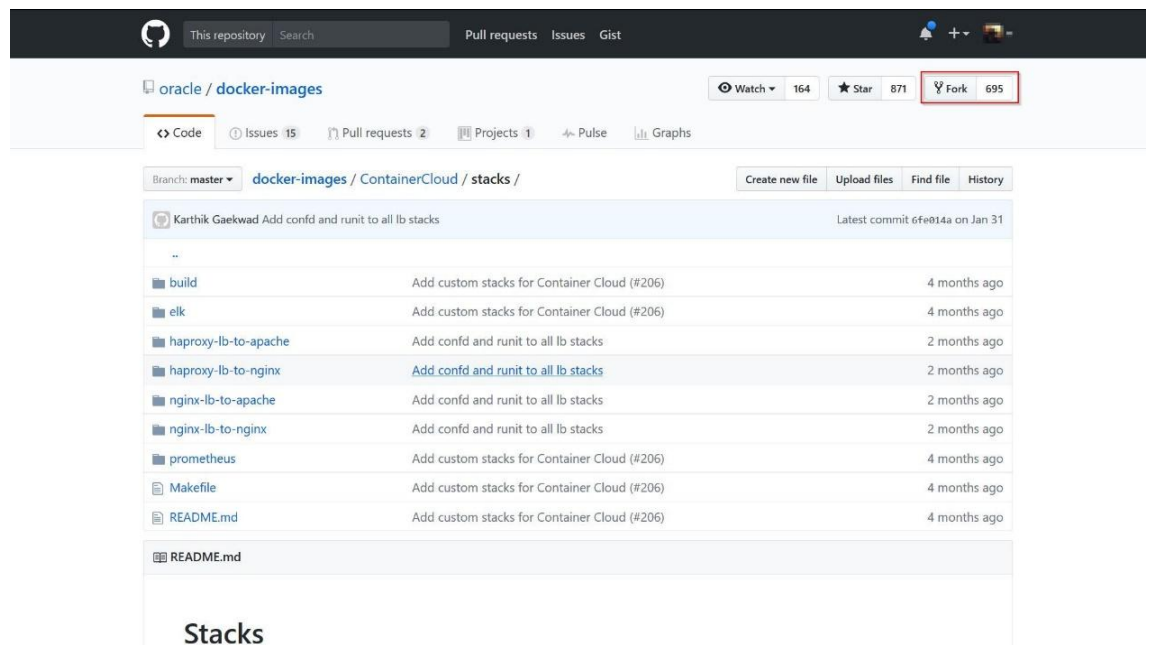 This repository Search Pull requests Issues Gist
oracle / docker-images Watch 164 Star 871 Fork 695
Code Issues 15 Pull requests 2 Projects 1 Pulse Graphs
Branch: master docker-images / ContainerCloud / stacks / Create new file Upload files Find file History
Karthik Gaekwad Add confd and runit to all lb stacks Latest commit 6fe014a on Jan 31
..
build Add custom stacks for Container Cloud (#206) 4 months ago
elk Add custom stacks for Container Cloud (#206) 4 months ago
haproxy-lb-to-apache Add confd and runit to all lb stacks 2 months ago
haproxy-lb-to-nginx Add confd and runit to all lb stacks 2 months ago
nginx-lb-to-apache Add confd and runit to all lb stacks 2 months ago
nginx-lb-to-nginx Add confd and runit to all lb stacks 2 months ago
prometheus Add custom stacks for Container Cloud (#206) 4 months ago
Makefile Add custom stacks for Container Cloud (#206) 4 months ago
README.md Add custom stacks for Container Cloud (#206) 4 months ago
README.md
Stacks